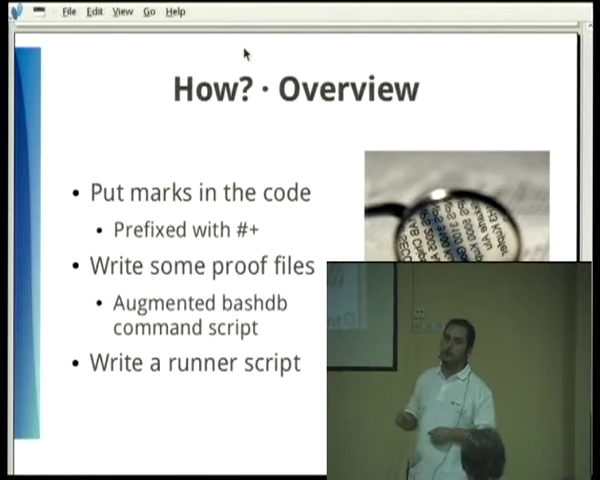 File Edit View Go Help
How? · Overview
• Put marks in the code
• Prefixed with #+
• Write some proof files
• Augmented bashdb
command script
• Write a runner script